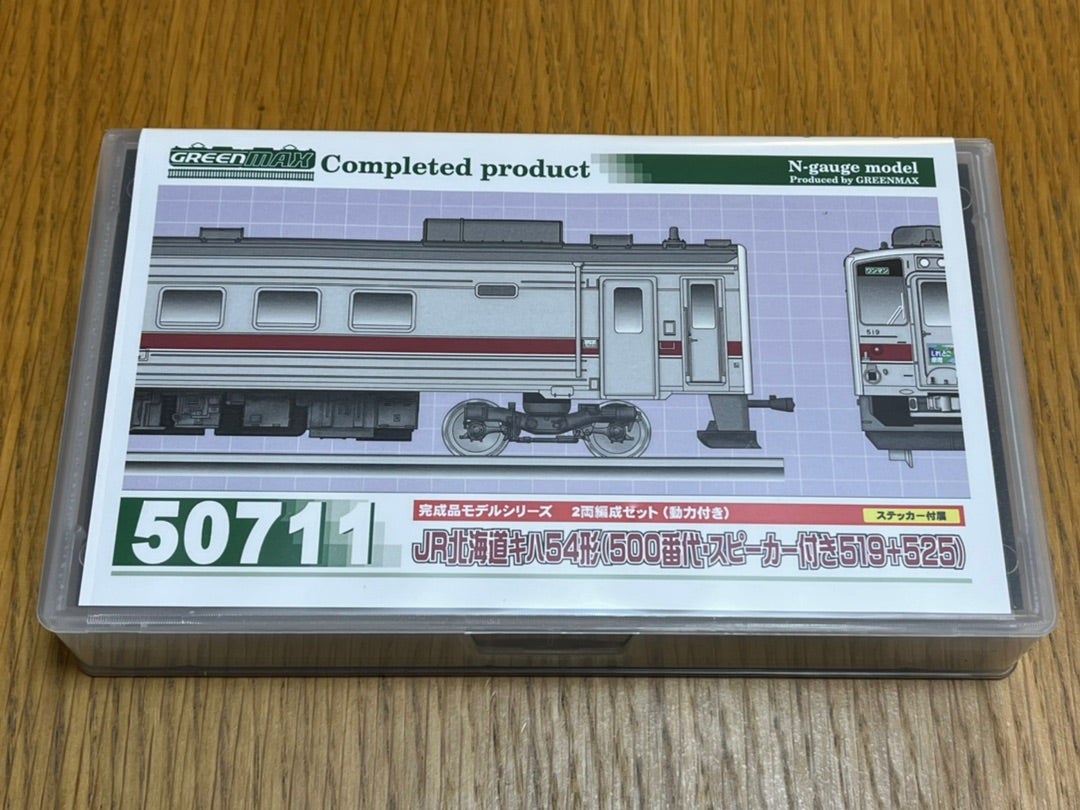 GREENMAX Completed product
N-gauge model
Produced by GREENMAX
ワンマン
519
50711
完成品モデルシリーズ 2両編成セット(動力付き)
ステッカー付属
JR北海道キハ54形(500番代・スピーカー付き519+525)